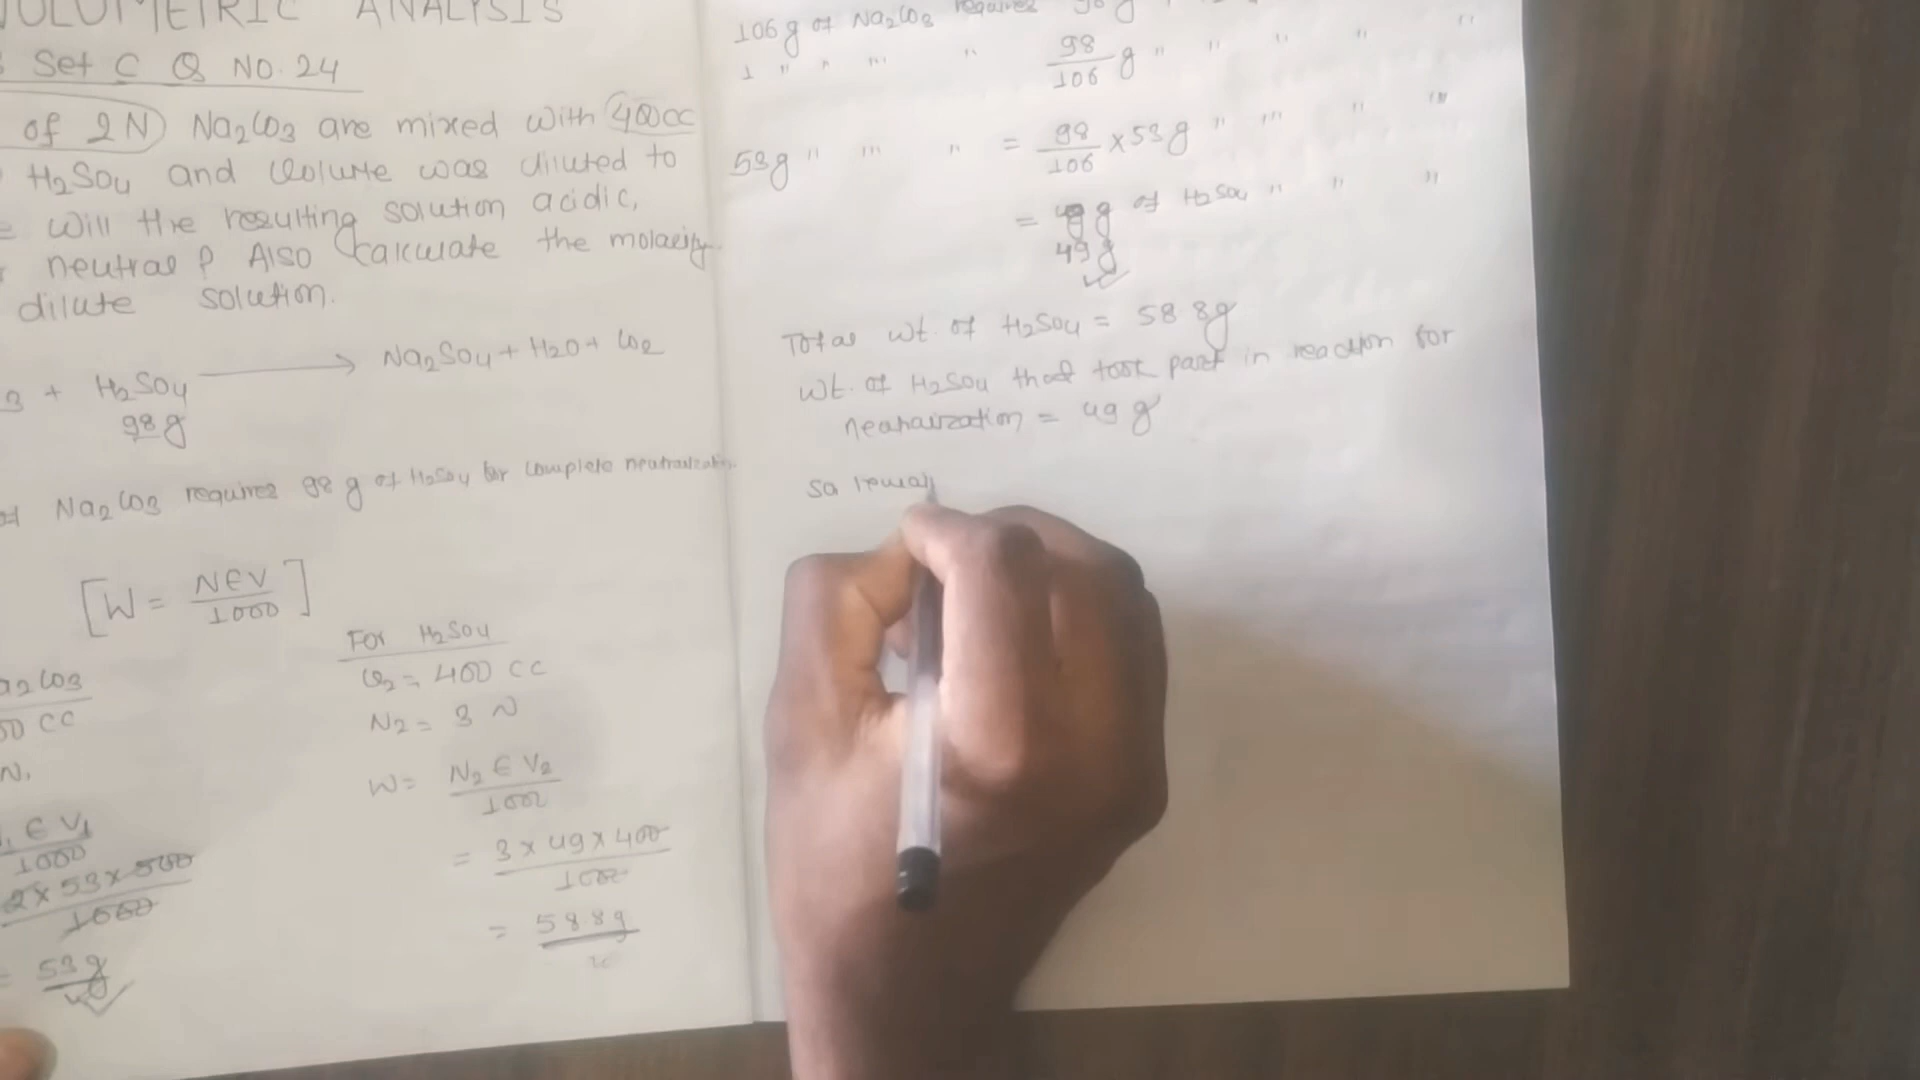 VOLUMETRIC ANALYSIS
Set C Q NO. 24
of 2N Na2CO3 are mixed with 400cc
H2SO4 and volume was diluted to
will the resulting solution acidic,
neutral? Also calculate the molarity
dilute solution.
3 + H2SO4 → Na2SO4 + H2O + CO2
98 g
of Na2CO3 requires 98 g of H2SO4 for complete neutralization.
[W = NEV/1000]
Na2CO3
500 CC
N.
E V1
1000
2 x 53 x 500
1000
= 53 g
For H2SO4
V2 = 400 CC
N2 = 3 N
W = N2 E V2
1000
= 3 x 49 x 400
1000
= 58.8g
106 g of Na2CO3 requires 98 g
1 " " " " 98/106 g " " " " "
53g " " " = 98/106 x 53 g " " " "
= 49 g of H2SO4 " " "
49 g
Total wt. of H2SO4 = 58.8g
wt. of H2SO4 that took part in reaction for
neutralization = 49 g
so remai